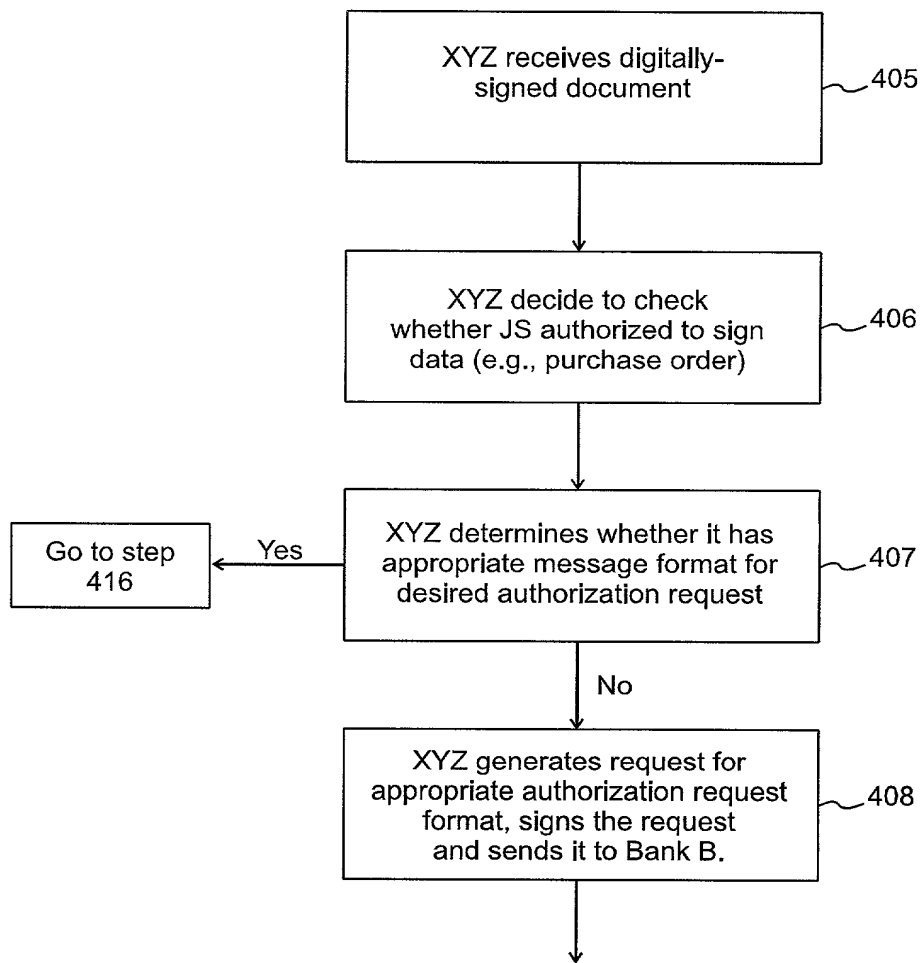 XYZ receives digitally-
signed document
405
XYZ decide to check
whether JS authorized to sign
data (e.g., purchase order)
406
XYZ determines whether it has
appropriate message format for
desired authorization request
407
Yes
Go to step
416
No
XYZ generates request for
appropriate authorization request
format, signs the request
and sends it to Bank B.
408